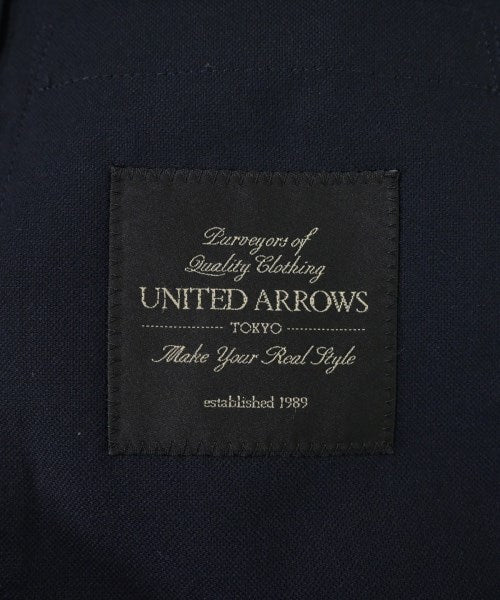 Purveyors of
Quality Clothing
UNITED ARROWS
TOKYO
Make Your Real Style
established 1989